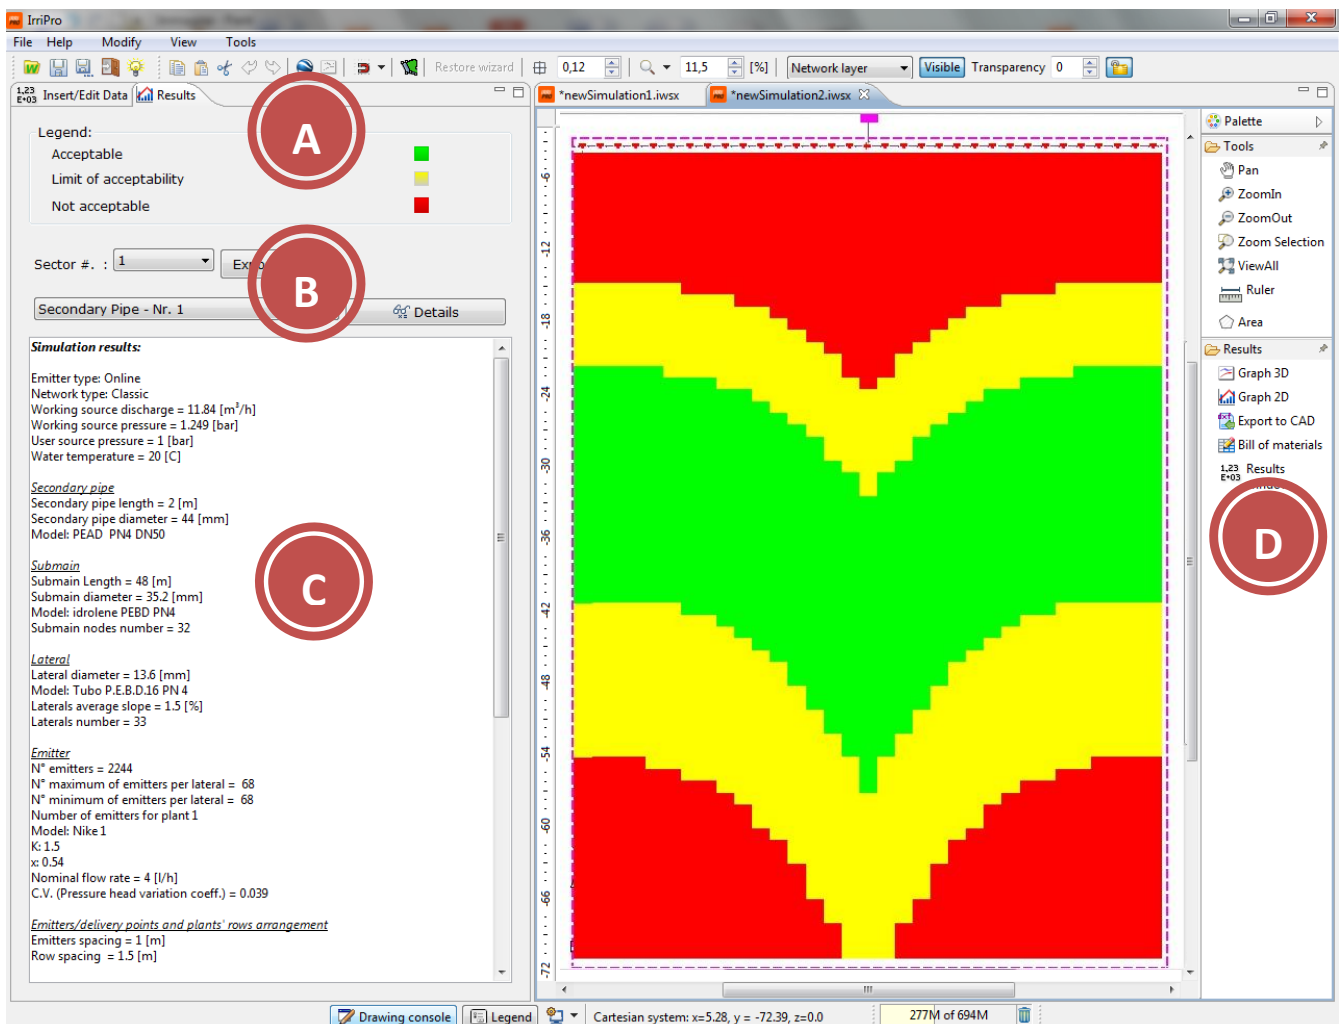 IrriPro
File Help Modify View Tools
Restore wizard 0,12 11,5 [%] Network layer Visible Transparency 0
1,23 E+03 Insert/Edit Data Results
*newSimulation1.iwsx *newSimulation2.iwsx
Legend:
Acceptable
Limit of acceptability
Not acceptable
A
Sector #. : 1
B
Secondary Pipe - Nr. 1 Details
Simulation results:
Emitter type: Online
Network type: Classic
Working source discharge = 11.84 [m³/h]
Working source pressure = 1.249 [bar]
User source pressure = 1 [bar]
Water temperature = 20 [C]
Secondary pipe
Secondary pipe length = 2 [m]
Secondary pipe diameter = 44 [mm]
Model: PEAD PN4 DN50
Submain
Submain Length = 48 [m]
Submain diameter = 35.2 [mm]
Model: idrolene PEBD PN4
Submain nodes number = 32
C
Lateral
Lateral diameter = 13.6 [mm]
Model: Tubo P.E.B.D.16 PN 4
Laterals average slope = 1.5 [%]
Laterals number = 33
Emitter
N° emitters = 2244
N° maximum of emitters per lateral = 68
N° minimum of emitters per lateral = 68
Number of emitters for plant 1
Model: Nike 1
K: 1.5
x: 0.54
Nominal flow rate = 4 [l/h]
C.V. (Pressure head variation coeff.) = 0.039
Emitters/delivery points and plants' rows arrangement
Emitters spacing = 1 [m]
Row spacing = 1.5 [m]
-6
-12
-18
-24
-30
-36
-42
-48
-54
-60
-66
-72
Palette
Tools
Pan
ZoomIn
ZoomOut
Zoom Selection
ViewAll
Ruler
Area
Results
Graph 3D
Graph 2D
Export to CAD
Bill of materials
1,23 E+03 Results
D
Drawing console Legend Cartesian system: x=5.28, y = -72.39, z=0.0 277M of 694M